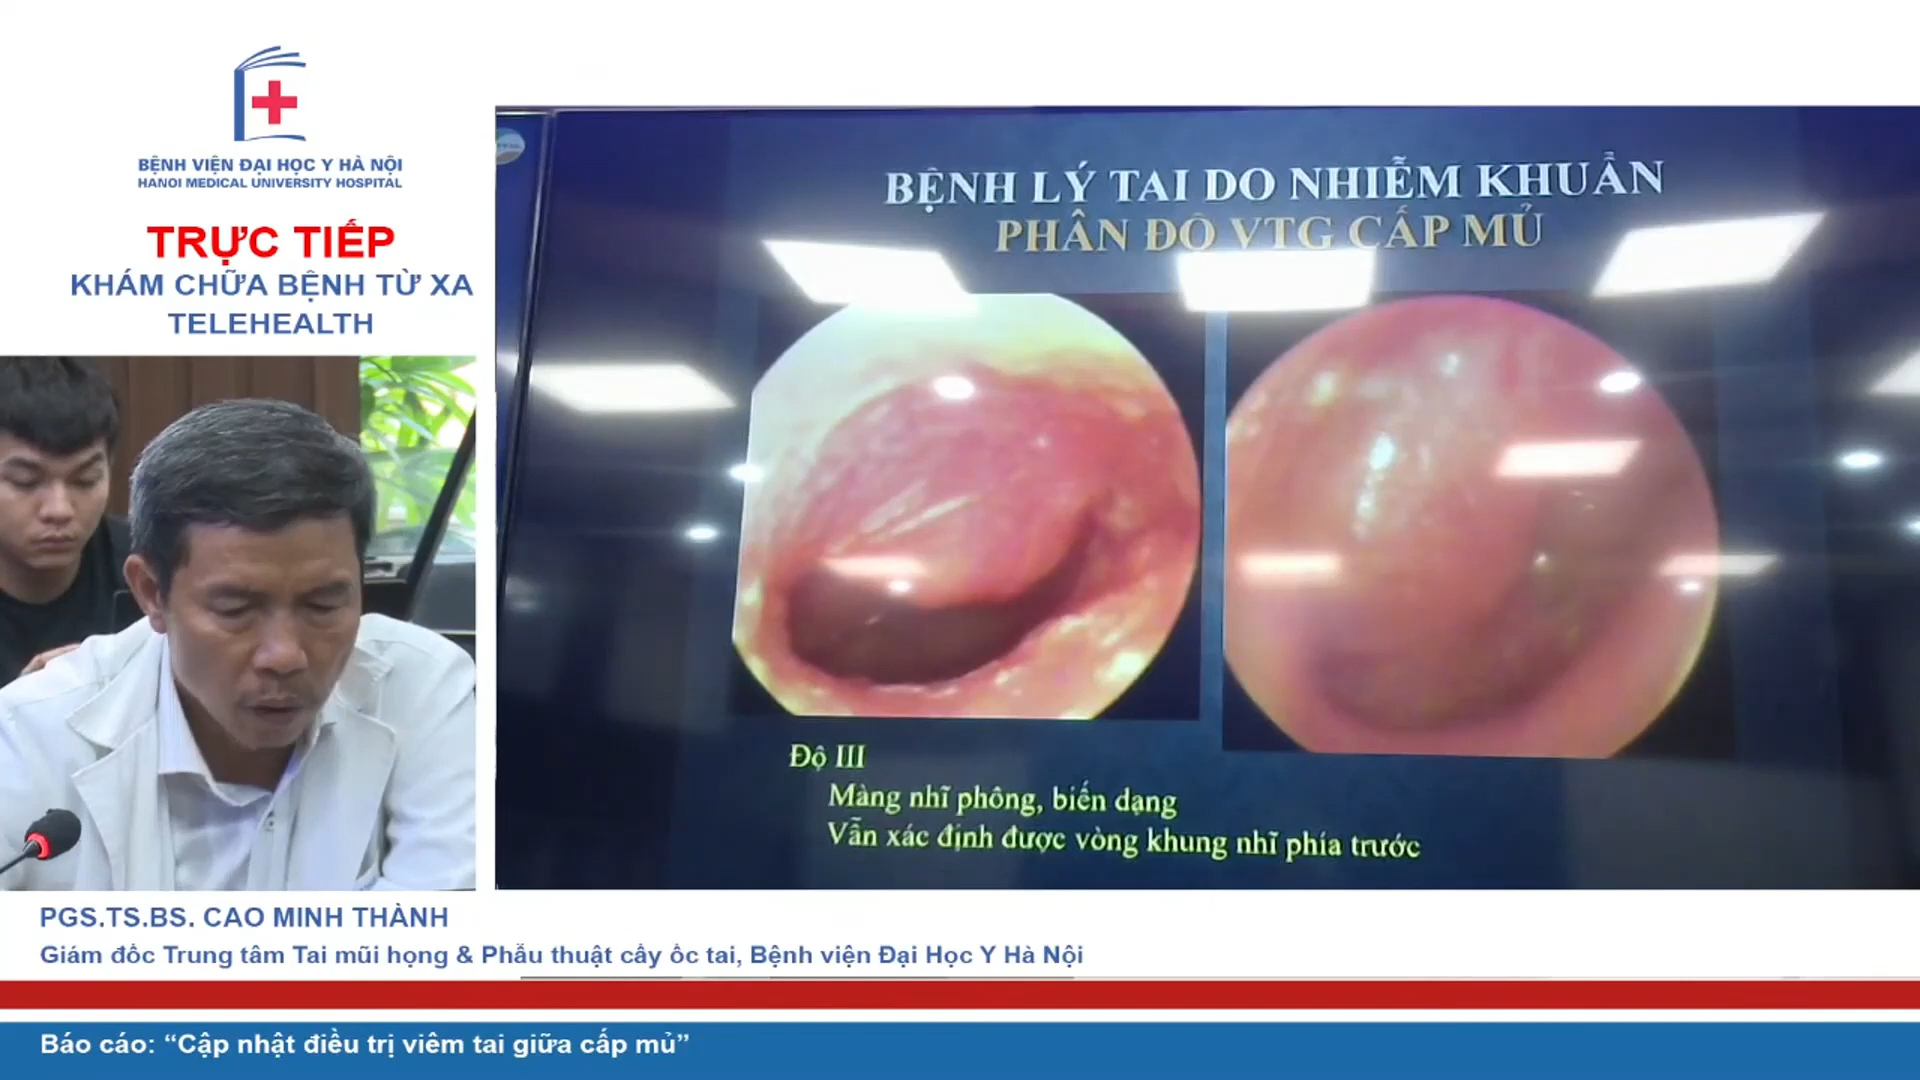 BỆNH VIỆN ĐẠI HỌC Y HÀ NỘI
HANOI MEDICAL UNIVERSITY HOSPITAL
TRỰC TIẾP
KHÁM CHỮA BỆNH TỪ XA
TELEHEALTH
BỆNH LÝ TAI DO NHIỄM KHUẨN
PHÂN ĐỘ VTG CẤP MỦ
Độ III
Màng nhĩ phồng, biến dạng
Vẫn xác định được vòng khung nhĩ phía trước
PGS.TS.BS. CAO MINH THÀNH
Giám đốc Trung tâm Tai mũi họng & Phẫu thuật cấy ốc tai, Bệnh viện Đại Học Y Hà Nội
Báo cáo: “Cập nhật điều trị viêm tai giữa cấp mủ”